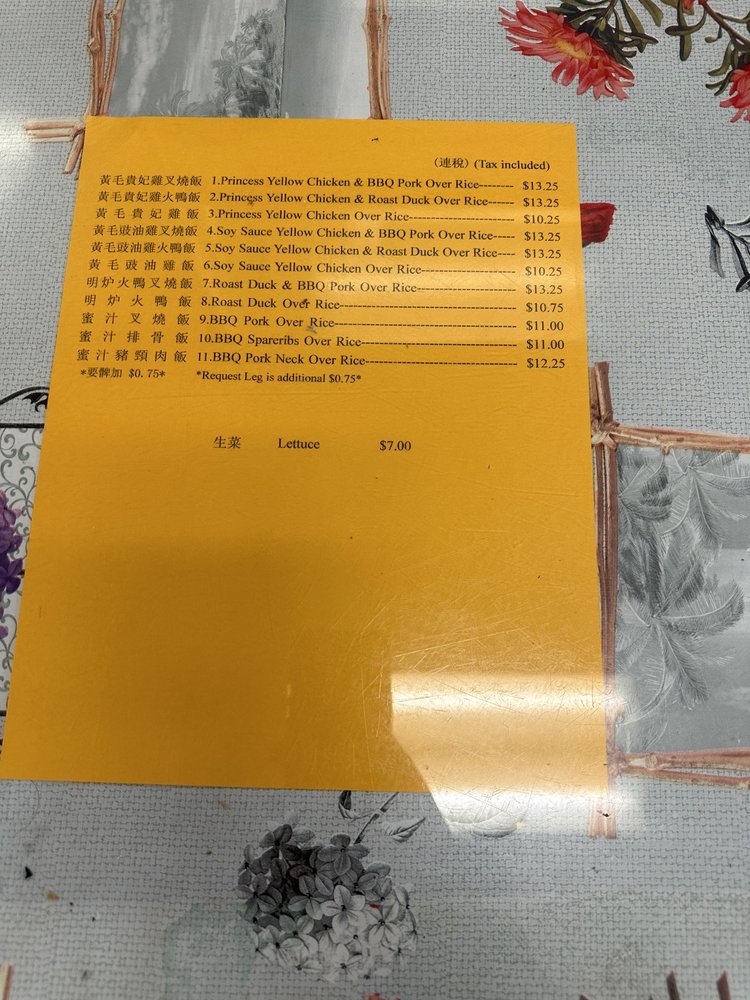 (連稅) (Tax included)
黃毛貴妃雞叉燒飯 1.Princess Yellow Chicken & BBQ Pork Over Rice-------- $13.25
黃毛貴妃雞火鴨飯 2.Princess Yellow Chicken & Roast Duck Over Rice------- $13.25
黃毛貴妃雞飯 3.Princess Yellow Chicken Over Rice-------------------------- $10.25
黃毛豉油雞叉燒飯 4.Soy Sauce Yellow Chicken & BBQ Pork Over Rice----- $13.25
黃毛豉油雞火鴨飯 5.Soy Sauce Yellow Chicken & Roast Duck Over Rice---- $13.25
黃毛豉油雞飯 6.Soy Sauce Yellow Chicken Over Rice----------------------- $10.25
明炉火鴨叉燒飯 7.Roast Duck & BBQ Pork Over Rice------------------------ $13.25
明炉火鴨飯 8.Roast Duck Over Rice------------------------------------------- $10.75
蜜汁叉燒飯 9.BBQ Pork Over Rice-------------------------------------------- $11.00
蜜汁排骨飯 10.BBQ Spareribs Over Rice-------------------------------------- $11.00
蜜汁豬頸肉飯 11.BBQ Pork Neck Over Rice------------------------------------- $12.25
*要髀加 $0.75* *Request Leg is additional $0.75*
生菜 Lettuce $7.00